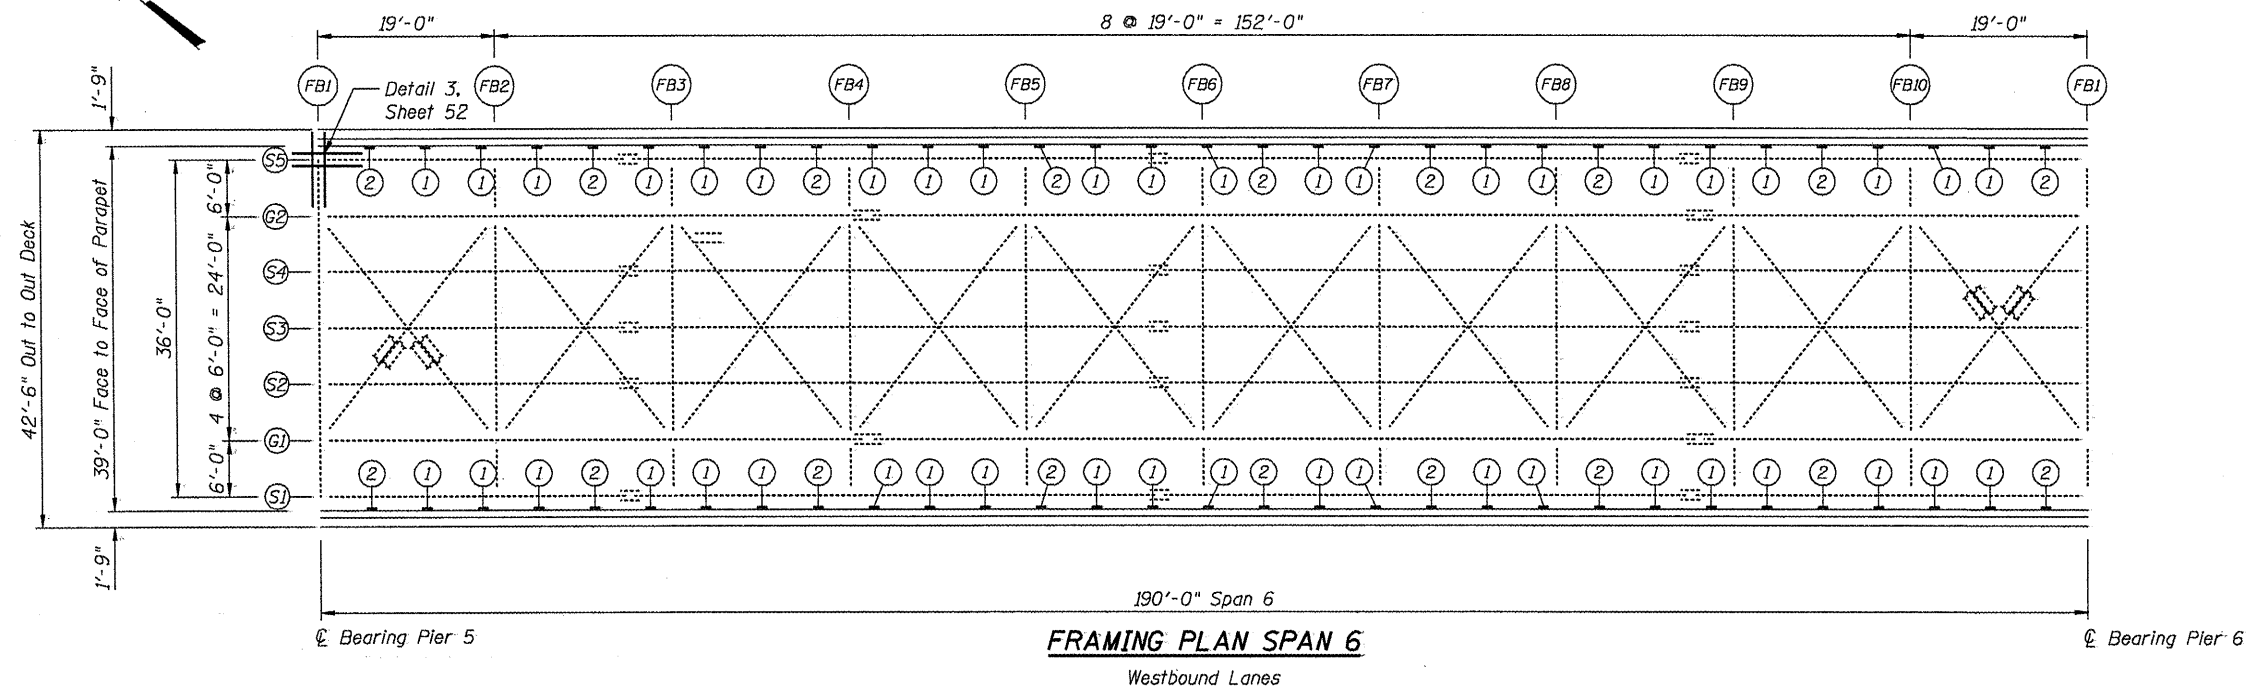 19'-0" 8 @ 19'-0" = 152'-0" 19'-0"
FB1 FB2 FB3 FB4 FB5 FB6 FB7 FB8 FB9 FB10 FB1
Detail 3,
Sheet 52
1'-9"
42'-6" Out to Out Deck
39'-0" Face to Face of Parapet
36'-0"
6'-0"
4 @ 6'-0" = 24'-0"
6'-0"
1'-9"
S5
2 1 1 1 2 1 1 1 2 1 1 1 2 1 1 1 2 1 1 2 1 1 2 1 1 1 2 1 1 1 2
G2
S4
S3
S2
G1
2 1 1 1 2 1 1 1 2 1 1 1 2 1 1 1 2 1 1 2 1 1 2 1 1 1 2 1 1 1 2
S1
190'-0" Span 6
℄ Bearing Pier 5
℄ Bearing Pier 6
FRAMING PLAN SPAN 6
Westbound Lanes